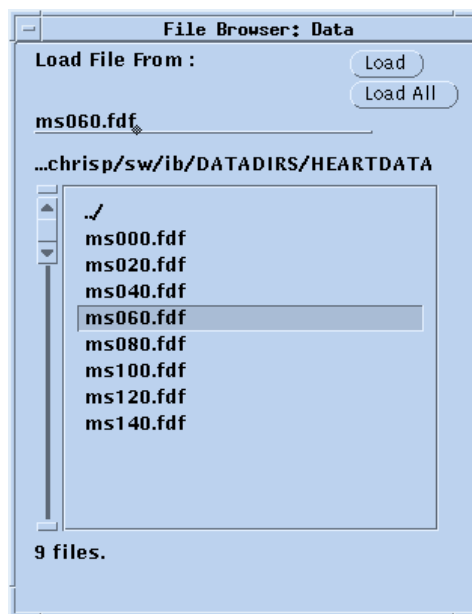 File Browser: Data
Load File From :
Load
Load All
ms060.fdf
...chrisp/sw/ib/DATADIRS/HEARTDATA
../
ms000.fdf
ms020.fdf
ms040.fdf
ms060.fdf
ms080.fdf
ms100.fdf
ms120.fdf
ms140.fdf
9 files.